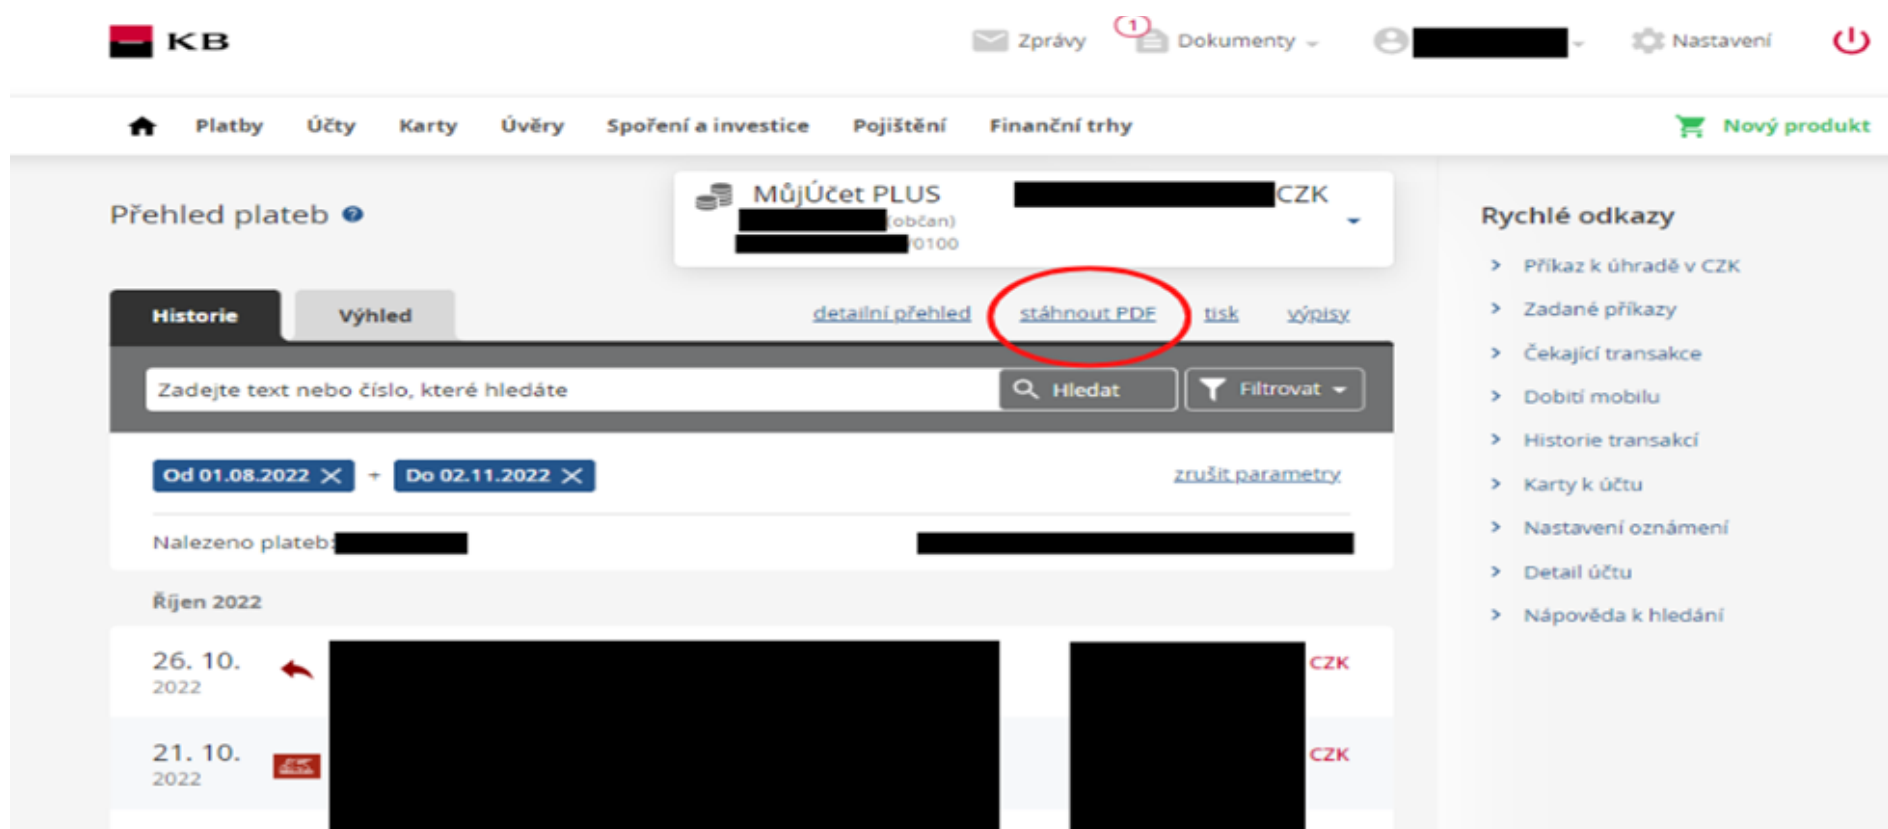 KB
Zprávy 1 Dokumenty Nastavení
Platby Účty Karty Úvěry Spoření a investice Pojištění Finanční trhy Nový produkt
Přehled plateb ?
MůjÚčet PLUS CZK
(občan)
/0100
Historie Výhled detailní přehled stáhnout PDF tisk výpisy
Zadejte text nebo číslo, které hledáte Hledat Filtrovat
Od 01.08.2022 + Do 02.11.2022 zrušit parametry
Nalezeno plateb:
Říjen 2022
26. 10. CZK
2022
21. 10. CZK
2022
Rychlé odkazy
Příkaz k úhradě v CZK
Zadané příkazy
Čekající transakce
Dobití mobilu
Historie transakcí
Karty k účtu
Nastavení oznámení
Detail účtu
Nápověda k hledání